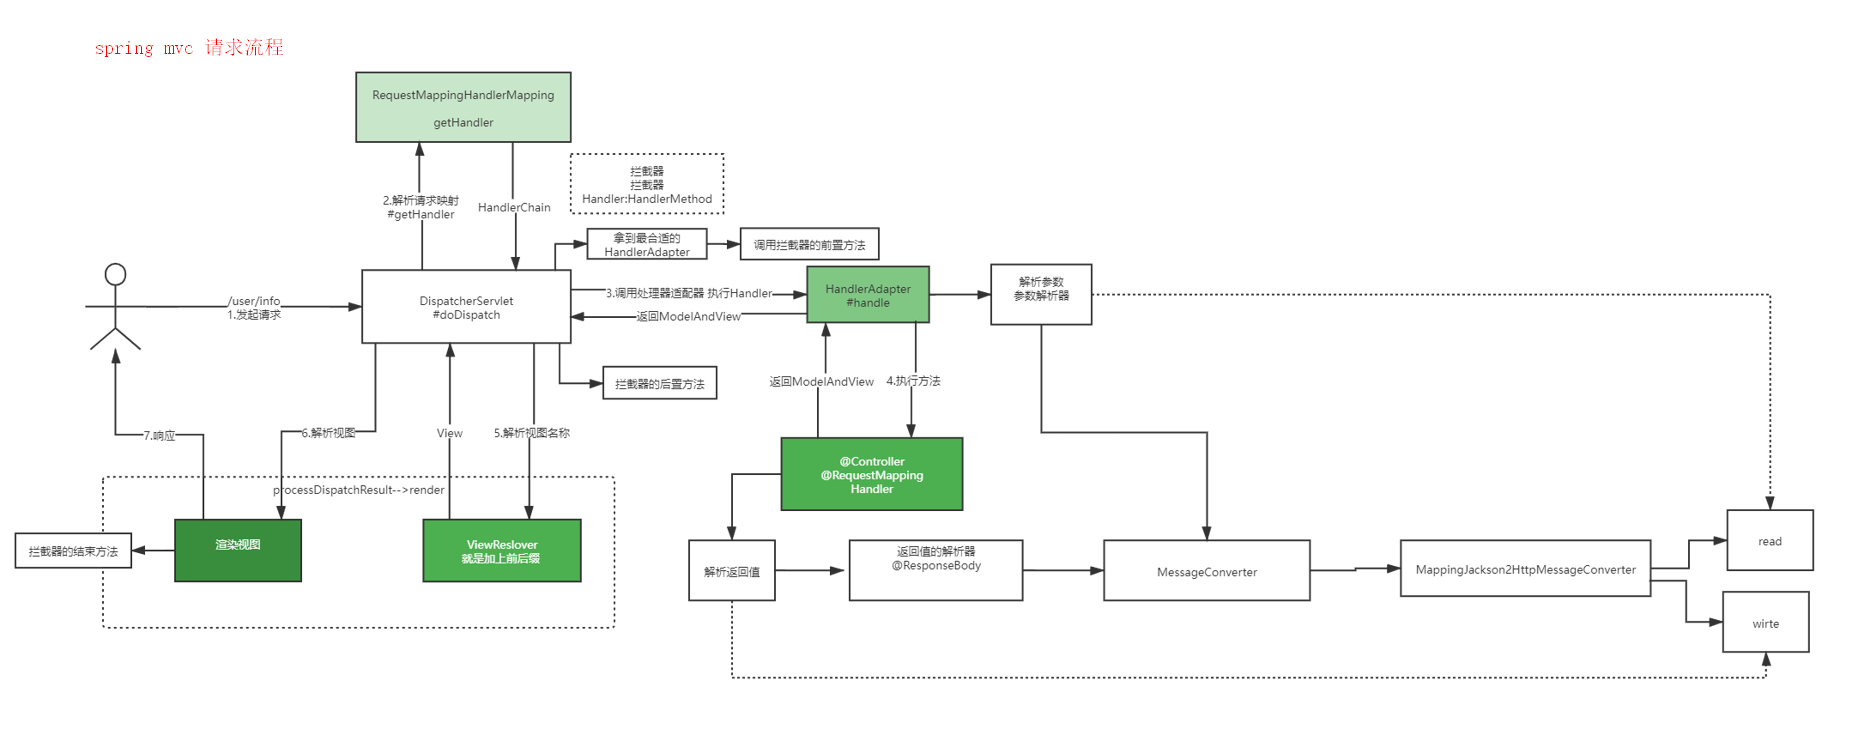 spring mvc 请求流程
RequestMappingHandlerMapping
getHandler
拦截器
拦截器
Handler:HandlerMethod
2.解析请求映射
#getHandler
HandlerChain
拿到最合适的
HandlerAdapter
调用拦截器的前置方法
/user/info
1.发起请求
DispatcherServlet
#doDispatch
3.调用处理器适配器 执行Handler
返回ModelAndView
HandlerAdapter
#handle
解析参数
参数解析器
拦截器的后置方法
返回ModelAndView
4.执行方法
7.响应
6.解析视图
View
5.解析视图名称
@Controller
@RequestMapping
Handler
processDispatchResult-->render
拦截器的结束方法
渲染视图
ViewReslover
就是加上前后缀
解析返回值
返回值的解析器
@ResponseBody
MessageConverter
MappingJackson2HttpMessageConverter
read
wirte